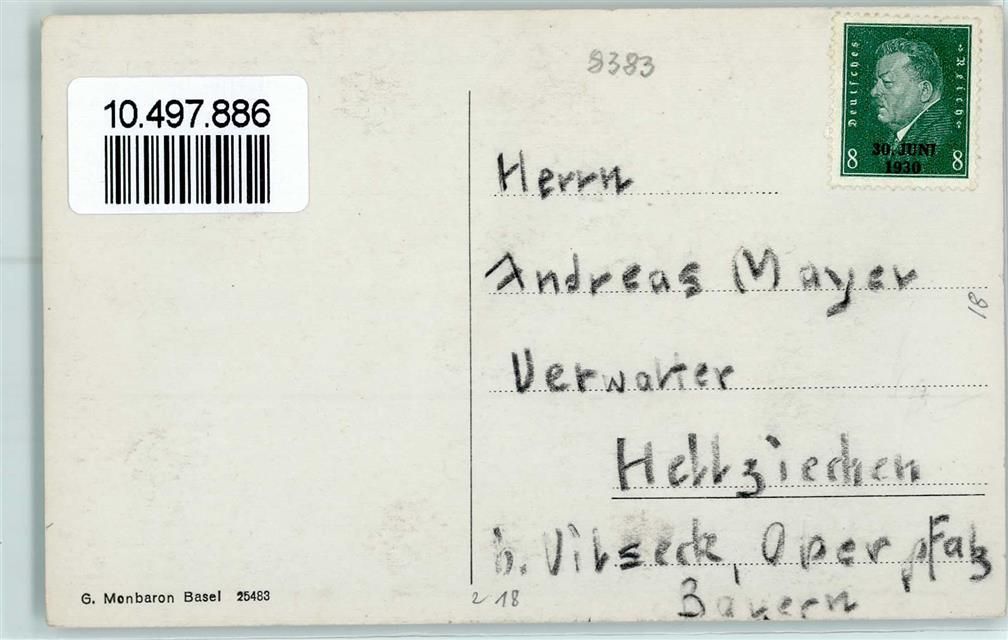 8383
10.497.886
Deutsches Reich
8 30. JUNI 8
1930
Herrn
Andreas Mayer
18
Verwalter
Hellziechen
b. Vilseck, Oberpfalz
Bayern
G. Monbaron Basel 25483
2 18